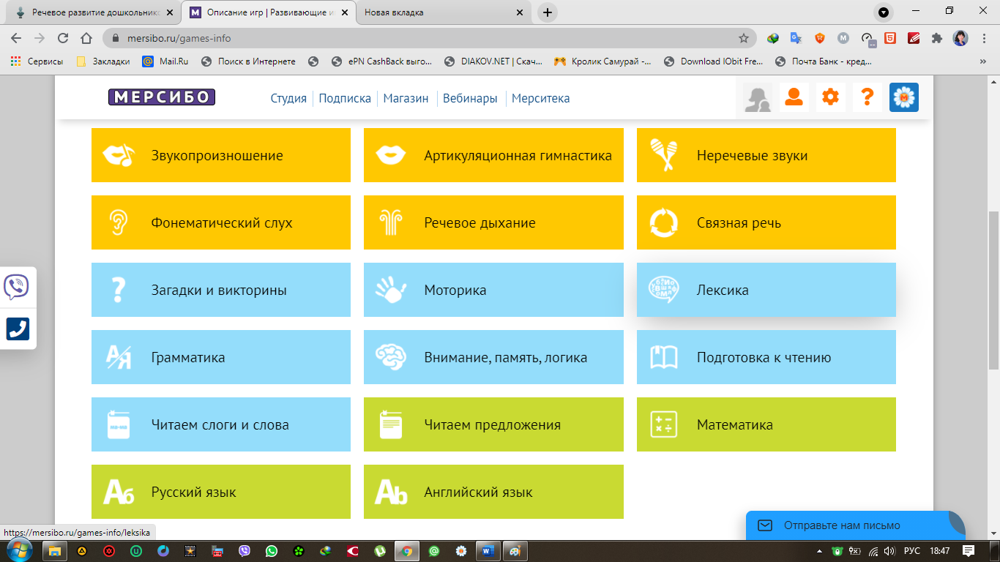 Речевое развитие дошкольник
Описание игр | Развивающие и
Новая вкладка
mersibo.ru/games-info
Сервисы
Закладки
Mail.Ru
Поиск в Интернете
ePN CashBack выго...
DIAKOV.NET | Скач...
Кролик Самурай -...
Download IObit Fre...
Почта Банк - кред...
»
МЕРСИБО
Студия
Подписка
Магазин
Вебинары
Мерситека
Звукопроизношение
Артикуляционная гимнастика
Неречевые звуки
Фонематический слух
Речевое дыхание
Связная речь
Загадки и викторины
Моторика
Лексика
Грамматика
Внимание, память, логика
Подготовка к чтению
Читаем слоги и слова
Читаем предложения
Математика
Русский язык
Английский язык
Отправьте нам письмо
https://mersibo.ru/games-info/leksika
РУС
18:47